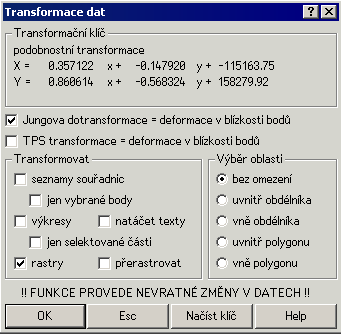 Transformace dat
Transformační klíč
podobnostní transformace
X = 0.357122 x + -0.147920 y + -115163.75
Y = 0.860614 x + -0.568324 y + 158279.92
Jungova dotransformace = deformace v blízkosti bodů
TPS transformace = deformace v blízkosti bodů
Transformovat
seznamy souřadnic
jen vybrané body
výkresy natáčet texty
jen selektované části
rastry přerastrovat
Výběr oblasti
bez omezení
uvnitř obdélníka
vně obdélníka
uvnitř polygonu
vně polygonu
!! FUNKCE PROVEDE NEVRATNÉ ZMĚNY V DATECH !!
OK Esc Načíst klíč Help